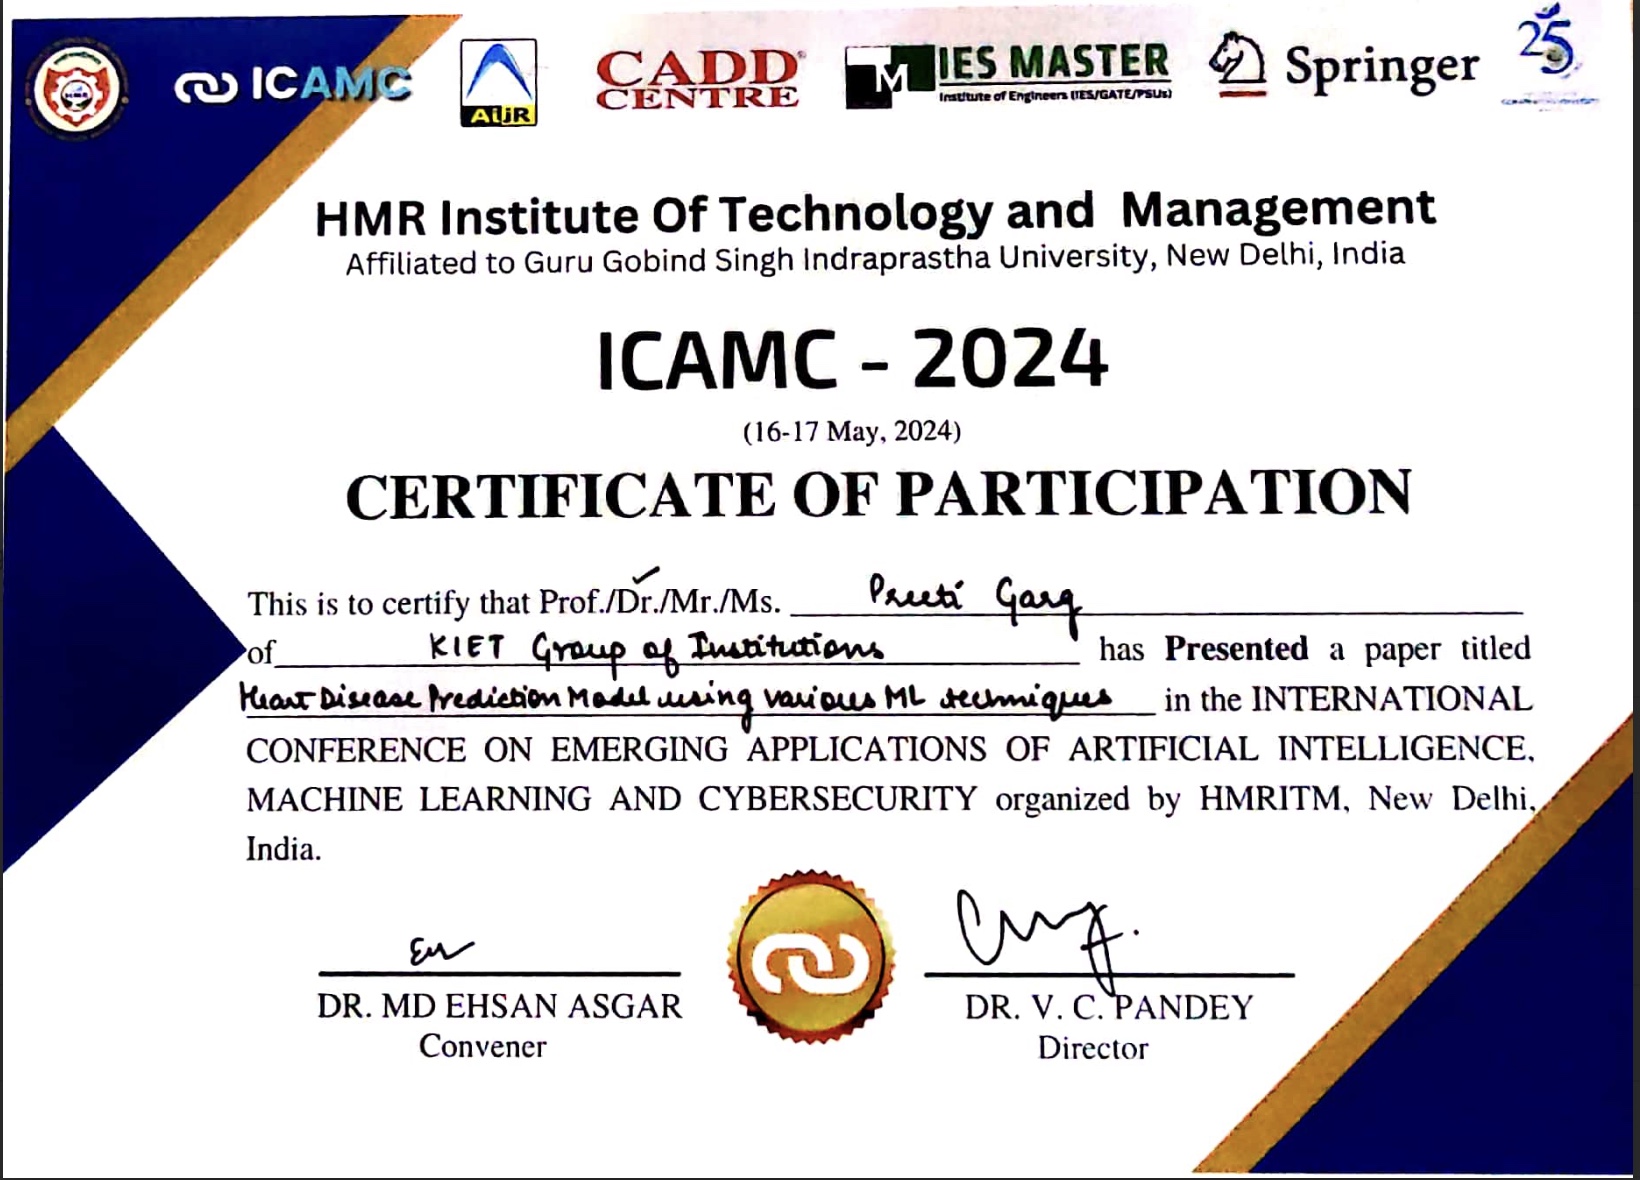 ICAMC
AIJR
CADD CENTRE
IES MASTER
Institute of Engineers (IES/GATE/PSUs)
Springer
25
HMR Institute Of Technology and Management
Affiliated to Guru Gobind Singh Indraprastha University, New Delhi, India
ICAMC - 2024
(16-17 May, 2024)
CERTIFICATE OF PARTICIPATION
This is to certify that Prof./Dr./Mr./Ms. Preeti Garg
of KIET Group of Institutions has Presented a paper titled
Heart Disease Prediction Model using various ML techniques in the INTERNATIONAL
CONFERENCE ON EMERGING APPLICATIONS OF ARTIFICIAL INTELLIGENCE,
MACHINE LEARNING AND CYBERSECURITY organized by HMRITM, New Delhi,
India.
DR. MD EHSAN ASGAR
Convener
DR. V. C. PANDEY
Director